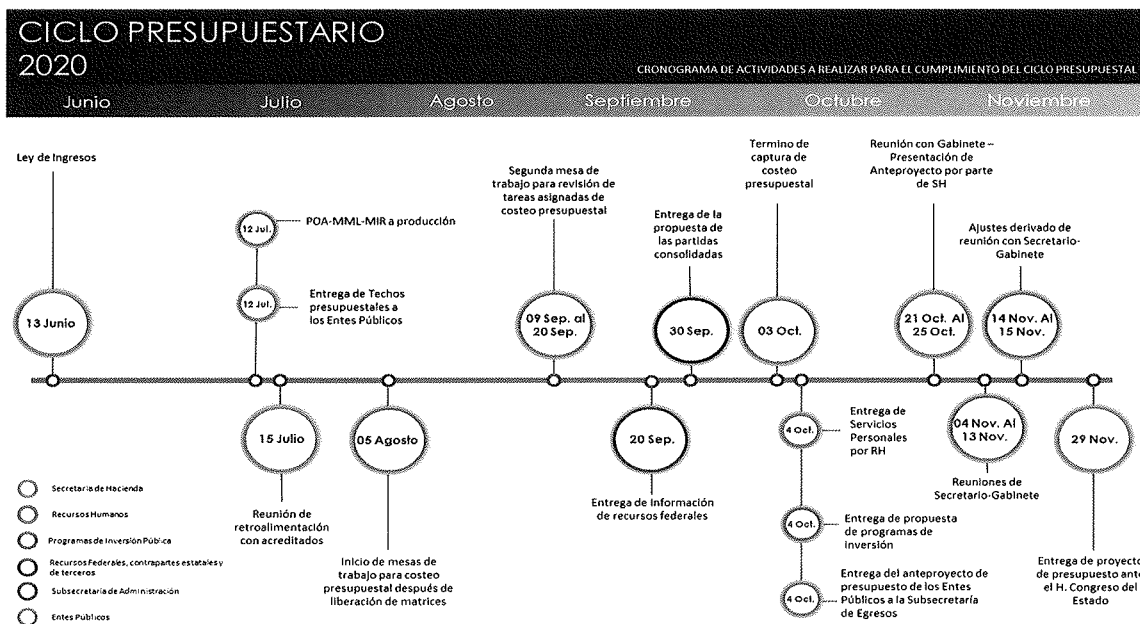 CICLO PRESUPUESTARIO
2020
CRONOGRAMA DE ACTIVIDADES A REALIZAR PARA EL CUMPLIMIENTO DEL CICLO PRESUPUESTAL
Junio
Julio
Agosto
Septiembre
Octubre
Noviembre
Ley de Ingresos
13 Junio
12 Jul.
POA-MML-MIR a producción
12 Jul.
Entrega de Techos
presupuestales a
los Entes Públicos
15 Julio
Reunión de
retroalimentación
con acreditados
05 Agosto
Inicio de mesas de
trabajo para costeo
presupuestal después de
liberación de matrices
Segunda mesa de
trabajo para revisión de
tareas asignadas de
costeo presupuestal
09 Sep. al
20 Sep.
20 Sep.
Entrega de Información
de recursos federales
Entrega de la
propuesta de
las partidas
consolidadas
30 Sep.
Termino de
captura de
costeo
presupuestal
03 Oct.
4 Oct.
Entrega de
Servicios
Personales
por RH
4 Oct.
Entrega de propuesta
de programas de
inversión
4 Oct.
Entrega del anteproyecto de
presupuesto de los Entes
Públicos a la Subsecretaría
de Egresos
Reunión con Gabinete –
Presentación de
Anteproyecto por parte
de SH
21 Oct. Al
25 Oct.
04 Nov. Al
13 Nov.
Reuniones de
Secretario-Gabinete
Ajustes derivado de
reunión con Secretario-
Gabinete
14 Nov. Al
15 Nov.
29 Nov.
Entrega de proyecto
de presupuesto ante
el H. Congreso del
Estado
Secretaría de Hacienda
Recursos Humanos
Programas de Inversión Pública
Recursos Federales, contrapartes estatales y
de terceros
Subsecretaría de Administración
Entes Públicos